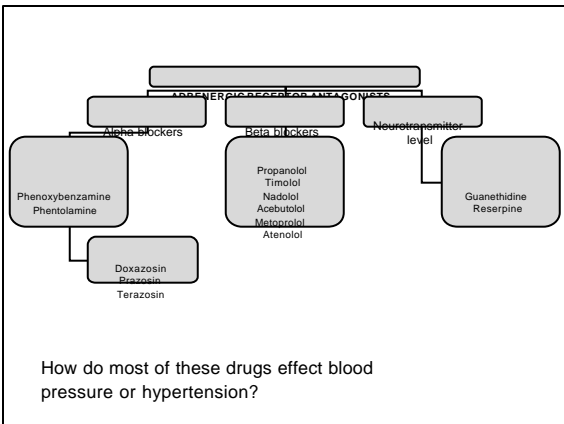 ADRENERGIC RECEPTOR ANTAGONISTS
Alpha blockers
Beta blockers
Neurotransmitter
level
Phenoxybenzamine
Phentolamine
Propanolol
Timolol
Nadolol
Acebutolol
Metoprolol
Atenolol
Guanethidine
Reserpine
Doxazosin
Prazosin
Terazosin
How do most of these drugs effect blood
pressure or hypertension?